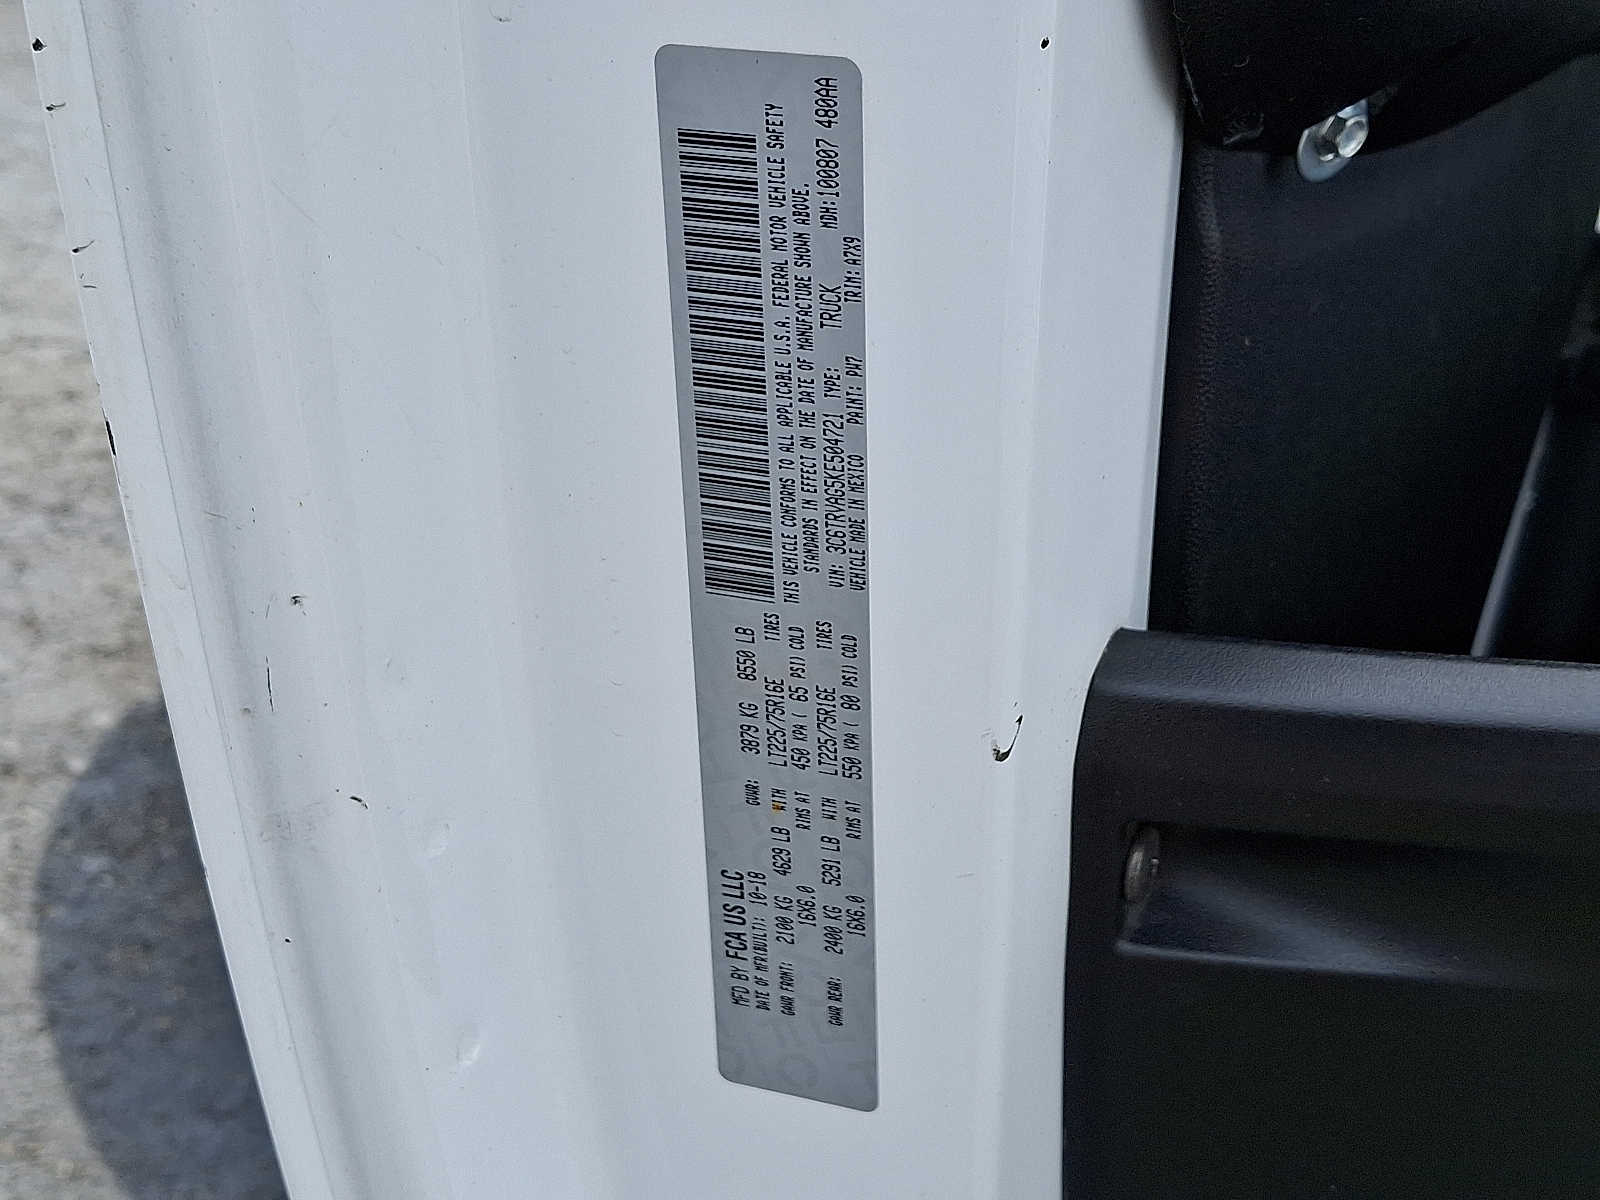 MFD BY FCA US LLC
DATE OF MFR(BUILT): 10-18 GVWR: 3879 KG 8550 LB
GAWR FRONT: 2100 KG 4629 LB WITH LT225/75R16E TIRES
16X6.0 RIMS AT 450 KPA ( 65 PSI) COLD
GAWR REAR: 2400 KG 5291 LB WITH LT225/75R16E TIRES
16X6.0 RIMS AT 550 KPA ( 80 PSI) COLD
THIS VEHICLE CONFORMS TO ALL APPLICABLE U.S.A. FEDERAL MOTOR VEHICLE SAFETY
STANDARDS IN EFFECT ON THE DATE OF MANUFACTURE SHOWN ABOVE.
VIN: 3C6TRVAG5KE504721 TYPE: TRUCK MDH:100807 480AA
VEHICLE MADE IN MEXICO PAINT: PW7 TRIM: A7X9